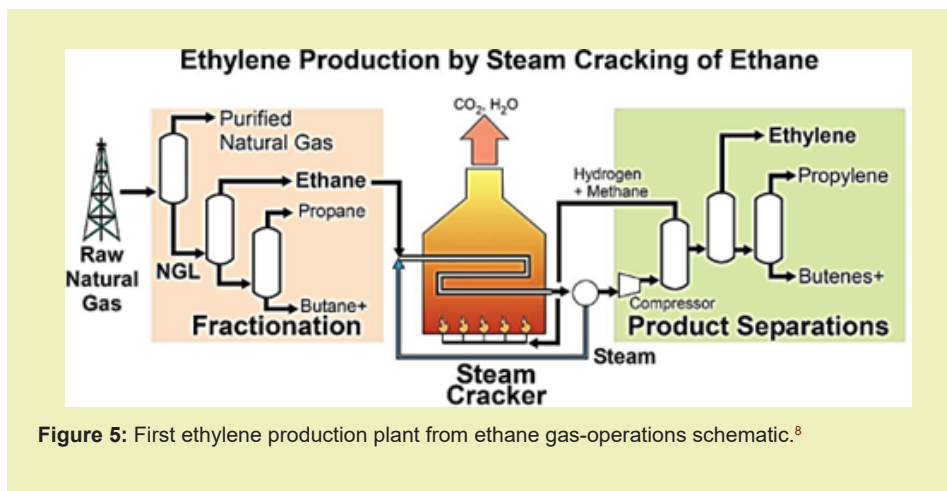 Ethylene Production by Steam Cracking of Ethane
Purified
Natural Gas
Ethane
Propane
Butane+
NGL
Raw
Natural
Gas
Fractionation
CO₂, H₂O
Hydrogen
+ Methane
Steam
Cracker
Steam
Compressor
Ethylene
Propylene
Butenes+
Product Separations
Figure 5: First ethylene production plant from ethane gas-operations schematic.⁸